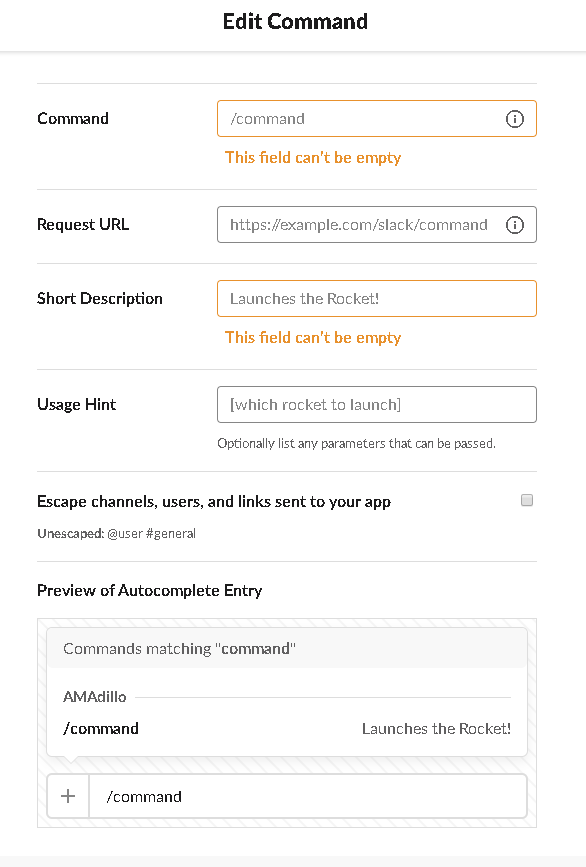 Edit Command
Command
/command
This field can't be empty
Request URL
https://example.com/slack/command
Short Description
Launches the Rocket!
This field can't be empty
Usage Hint
[which rocket to launch]
Optionally list any parameters that can be passed.
Escape channels, users, and links sent to your app
Unescaped: @user #general
Preview of Autocomplete Entry
Commands matching "command"
AMAdillo
/command Launches the Rocket!
/command